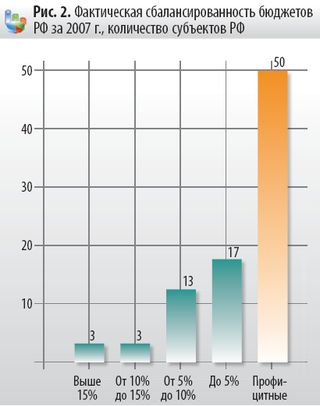 Рис. 2. Фактическая сбалансированность бюджетов
РФ за 2007 г., количество субъектов РФ
50
40
30
20
10
3
3
13
17
50
Выше
15%
От 10%
до 15%
От 5%
до 10%
До 5%
Профи-
цитные